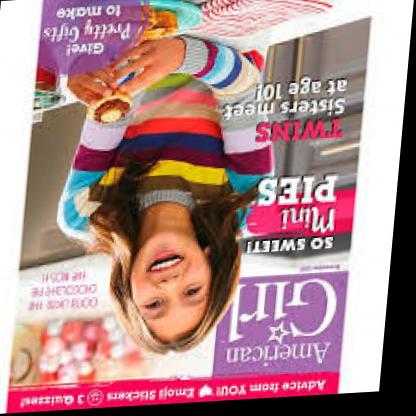 Advice from YOU! Emoji Stickers 3 Quizzes!
American
Girl
SO SWEET!
Mini
PIES
TWINS
Sisters meet
at age 10!
Give!
Pretty Gifts
to make